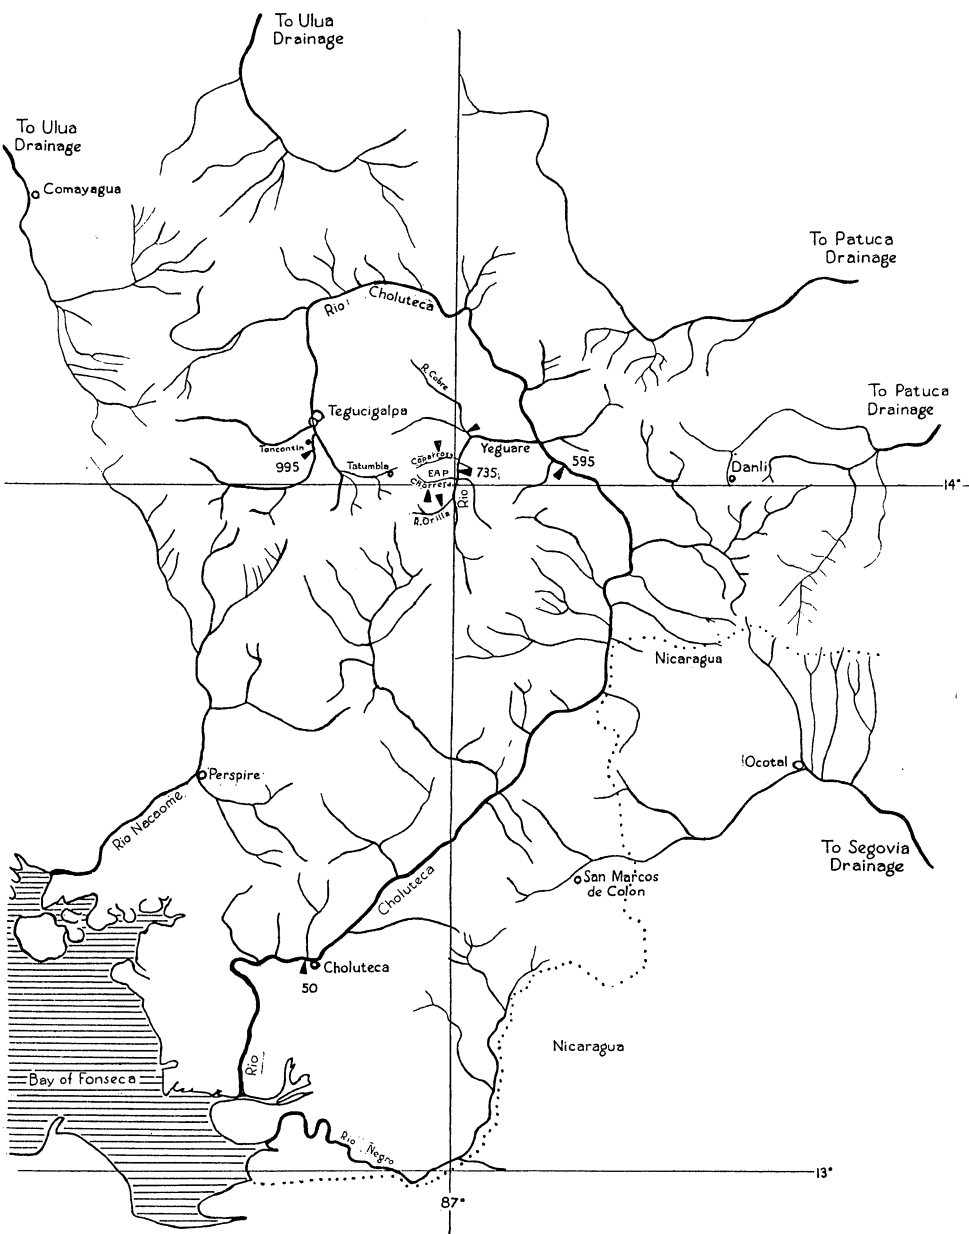 To Ulua
Drainage
To Ulua
Drainage
Comayagua
To Patuca
Drainage
Rio
Choluteca
R. Cobre
To Patuca
Drainage
Tegucigalpa
Toncontin
995
Tatumbla
Caparrosa
Yeguare
595
EAP
735
Chorrera
Danli
14°
Rio
R. Orilla
Nicaragua
Ocotal
Perspire
Rio Nacaome
To Segovia
Drainage
San Marcos
de Colon
Choluteca
Choluteca
50
Nicaragua
Rio
Bay of Fonseca
Rio Negro
13°
87°